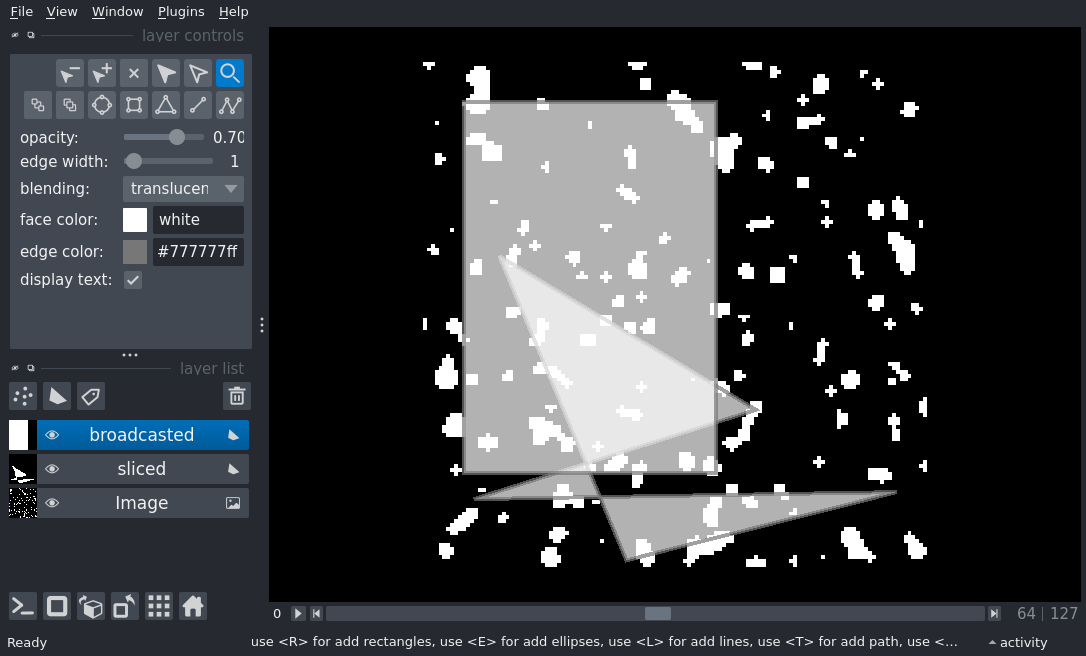 File View Window Plugins Help
layer controls
opacity: 0.70
edge width: 1
blending: translucen
face color: white
edge color: #777777ff
display text:
layer list
broadcasted
sliced
Image
0 64 127
Ready use <R> for add rectangles, use <E> for add ellipses, use <L> for add lines, use <T> for add path, use <... activity